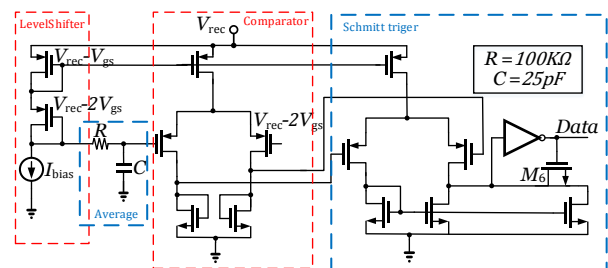 LevelShifter
Comparator
Schmitt triger
V_rec
V_rec-V_gs
R=100KΩ
C=25pF
V_rec-2V_gs
V_rec-2V_gs
R
Data
C
I_bias
M_6
Average